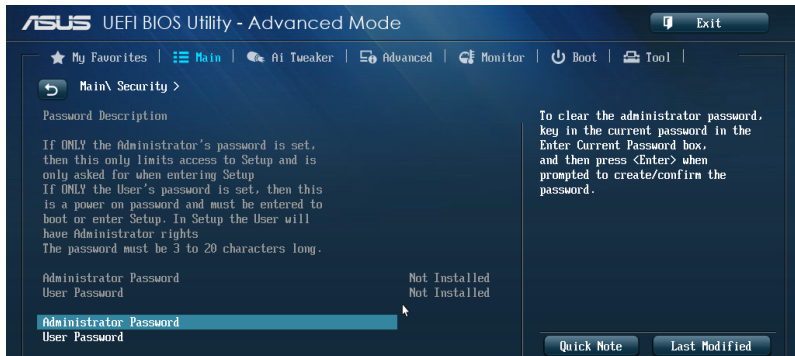 ASUS UEFI BIOS Utility - Advanced Mode
Exit
My Favorites | Main | Ai Tweaker | Advanced | Monitor | Boot | Tool |
Main\ Security >
Password Description
If ONLY the Administrator's password is set,
then this only limits access to Setup and is
only asked for when entering Setup
If ONLY the User's password is set, then this
is a power on password and must be entered to
boot or enter Setup. In Setup the User will
have Administrator rights
The password must be 3 to 20 characters long.
Administrator Password Not Installed
User Password Not Installed
Administrator Password
User Password
To clear the administrator password,
key in the current password in the
Enter Current Password box,
and then press <Enter> when
prompted to create/confirm the
password.
Quick Note
Last Modified